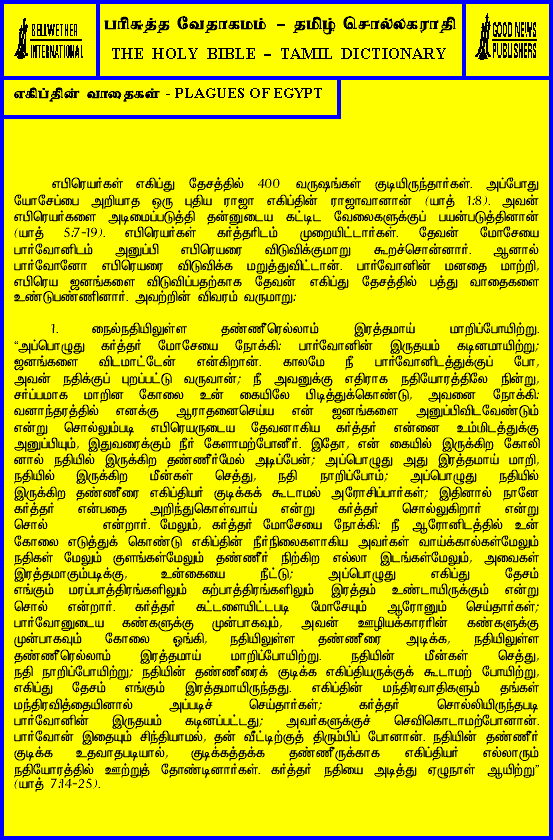 BELLWETHER
INTERNATIONAL
பரிசுத்த வேதாகமம் – தமிழ் சொல்லகராதி
THE HOLY BIBLE – TAMIL DICTIONARY
GOOD NEWS
PUBLISHERS
எகிப்தின் வாதைகள் - PLAGUES OF EGYPT
எபிரெயர்கள் எகிப்து தேசத்தில் 400 வருஷங்கள் குடியிருந்தார்கள். அப்போது
யோசேப்பை அறியாத ஒரு புதிய ராஜா எகிப்தின் ராஜாவானான் (யாத் 1:8). அவன்
எபிரெயர்களை அடிமைப்படுத்தி தன்னுடைய கட்டிட வேலைகளுக்குப் பயன்படுத்தினான்
(யாத் 5:7-19). எபிரெயர்கள் கர்த்தரிடம் முறையிட்டார்கள். தேவன் மோசேயை
பார்வோனிடம் அனுப்பி எபிரெயரை விடுவிக்குமாறு கூறச்சொன்னார். ஆனால்
பார்வோனோ எபிரெயரை விடுவிக்க மறுத்துவிட்டான். பார்வோனின் மனதை மாற்றி,
எபிரெய ஜனங்களை விடுவிப்பதற்காக தேவன் எகிப்து தேசத்தில் பத்து வாதைகளை
உண்டுபண்ணினார். அவற்றின் விவரம் வருமாறு:
1. நைல்நதியிலுள்ள தண்ணீரெல்லாம் இரத்தமாய் மாறிப்போயிற்று.
“அப்பொழுது கர்த்தர் மோசேயை நோக்கி: பார்வோனின் இருதயம் கடினமாயிற்று;
ஜனங்களை விடமாட்டேன் என்கிறான். காலமே நீ பார்வோனிடத்துக்குப் போ,
அவன் நதிக்குப் புறப்பட்டு வருவான்; நீ அவனுக்கு எதிராக நதியோரத்திலே நின்று,
சர்ப்பமாக மாறின கோலை உன் கையிலே பிடித்துக்கொண்டு, அவனை நோக்கி:
வனாந்தரத்தில் எனக்கு ஆராதனைசெய்ய என் ஜனங்களை அனுப்பிவிடவேண்டும்
என்று சொல்லும்படி எபிரெயருடைய தேவனாகிய கர்த்தர் என்னை உம்மிடத்துக்கு
அனுப்பியும், இதுவரைக்கும் நீர் கேளாமற்போனீர். இதோ, என் கையில் இருக்கிற கோலி
னால் நதியில் இருக்கிற தண்ணீர்மேல் அடிப்பேன்; அப்பொழுது அது இரத்தமாய் மாறி,
நதியில் இருக்கிற மீன்கள் செத்து, நதி நாறிப்போம்; அப்பொழுது நதியில்
இருக்கிற தண்ணீரை எகிப்தியர் குடிக்கக் கூடாமல் அரோசிப்பார்கள்; இதினால் நானே
கர்த்தர் என்பதை அறிந்துகொள்வாய் என்று கர்த்தர் சொல்லுகிறார் என்று
சொல் என்றார். மேலும், கர்த்தர் மோசேயை நோக்கி: நீ ஆரோனிடத்தில் உன்
கோலை எடுத்துக் கொண்டு எகிப்தின் நீர்நிலைகளாகிய அவர்கள் வாய்க்கால்கள்மேலும்
நதிகள் மேலும் குளங்கள்மேலும் தண்ணீர் நிற்கிற எல்லா இடங்கள்மேலும், அவைகள்
இரத்தமாகும்படிக்கு, உன்கையை நீட்டு; அப்பொழுது எகிப்து தேசம்
எங்கும் மரப்பாத்திரங்களிலும் கற்பாத்திரங்களிலும் இரத்தம் உண்டாயிருக்கும் என்று
சொல் என்றார். கர்த்தர் கட்டளையிட்டபடி மோசேயும் ஆரோனும் செய்தார்கள்;
பார்வோனுடைய கண்களுக்கு முன்பாகவும், அவன் ஊழியக்காரரின் கண்களுக்கு
முன்பாகவும் கோலை ஓங்கி, நதியிலுள்ள தண்ணீரை அடிக்க, நதியிலுள்ள
தண்ணீரெல்லாம் இரத்தமாய் மாறிப்போயிற்று. நதியின் மீன்கள் செத்து,
நதி நாறிப்போயிற்று; நதியின் தண்ணீரைக் குடிக்க எகிப்தியருக்குக் கூடாமற் போயிற்று,
எகிப்து தேசம் எங்கும் இரத்தமாயிருந்தது. எகிப்தின் மந்திரவாதிகளும் தங்கள்
மந்திரவித்தையினால் அப்படிச் செய்தார்கள்; கர்த்தர் சொல்லியிருந்தபடி
பார்வோனின் இருதயம் கடினப்பட்டது; அவர்களுக்குச் செவிகொடாமற்போனான்.
பார்வோன் இதையும் சிந்தியாமல், தன் வீட்டிற்குத் திரும்பிப் போனான். நதியின் தண்ணீர்
குடிக்க உதவாதபடியால், குடிக்கத்தக்க தண்ணீருக்காக எகிப்தியர் எல்லாரும்
நதியோரத்தில் ஊற்றுத் தோண்டினார்கள். கர்த்தர் நதியை அடித்து ஏழுநாள் ஆயிற்று”
(யாத் 7:14-25).